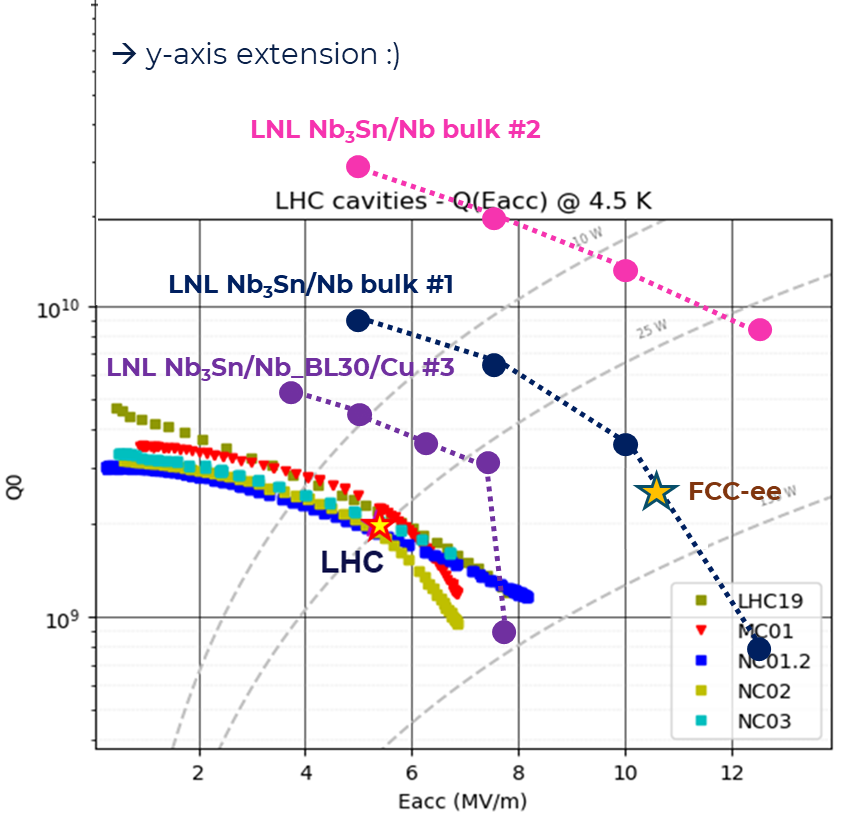 → y-axis extension :)
LNL Nb₃Sn/Nb bulk #2
LHC cavities - Q(Eacc) @ 4.5 K
10 W
LNL Nb₃Sn/Nb bulk #1
10¹⁰
25 W
LNL Nb₃Sn/Nb_BL30/Cu #3
Q0
FCC-ee
LHC
10⁹
LHC19
MC01
NC01.2
NC02
NC03
2 4 6 8 10 12
Eacc (MV/m)